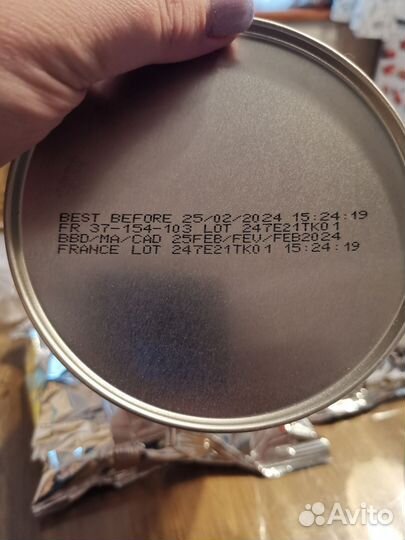 BEST BEFORE 25/02/2024 15:24:19
FR 37-154-103 LOT 247E21TK01
BBD/MA/CAD 25FEB/FEV/FEB2024
FRANCE LOT 247E21TK01 15:24:19
Avito